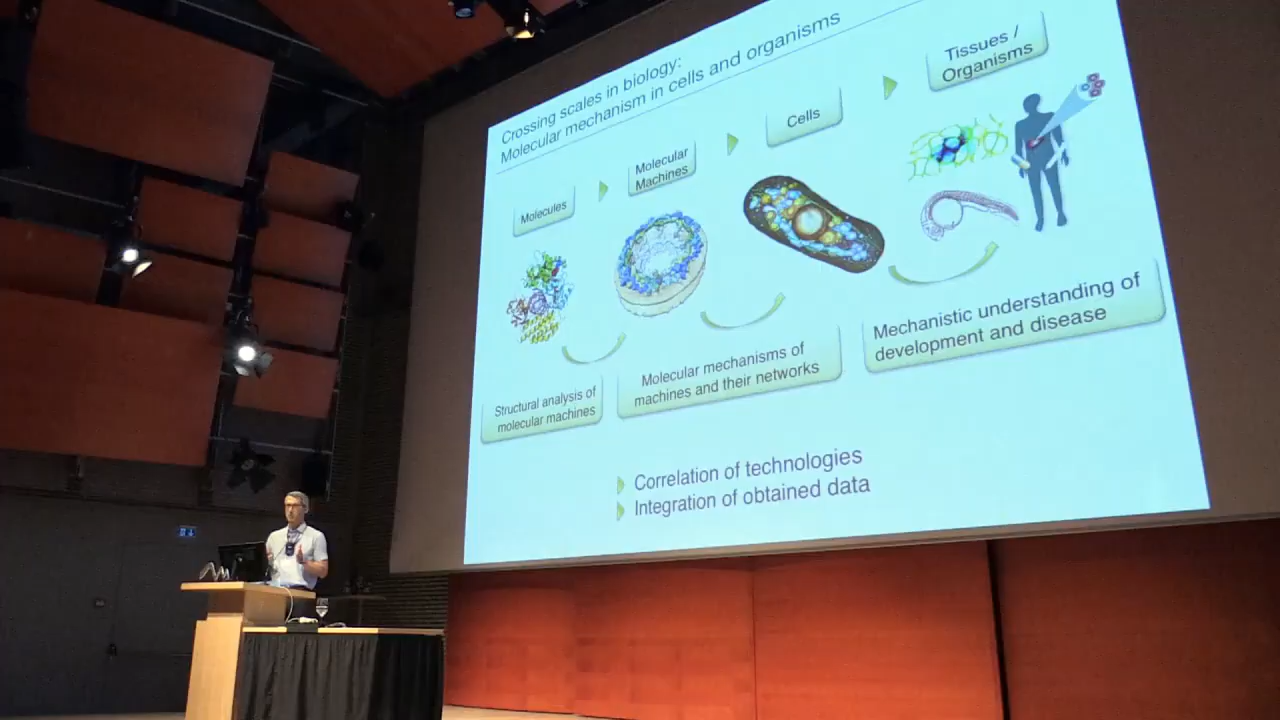 Crossing scales in biology:
Molecular mechanism in cells and organisms
Molecules
Molecular
Machines
Cells
Tissues /
Organisms
Structural analysis of
molecular machines
Molecular mechanisms of
machines and their networks
Mechanistic understanding of
development and disease
Correlation of technologies
Integration of obtained data